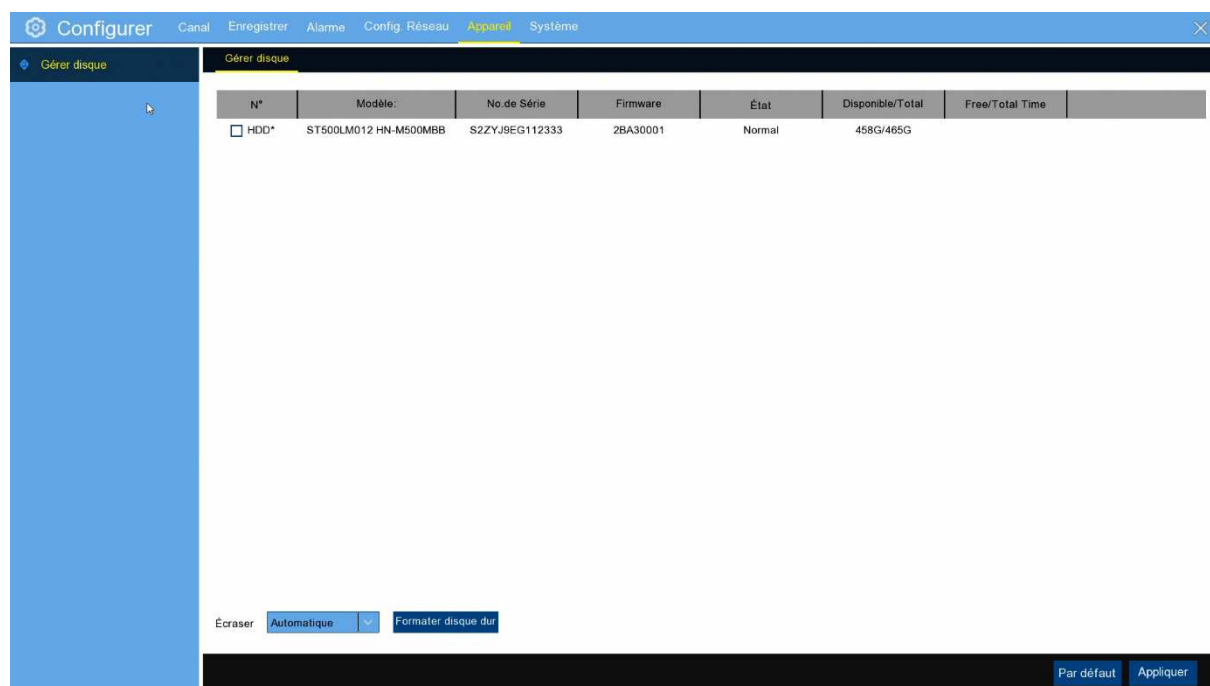 Configurer Canal Enregistrer Alarme Config. Réseau Appareil Système
Gérer disque
Gérer disque
N° Modèle: No.de Série Firmware État Disponible/Total Free/Total Time
HDD* ST500LM012 HN-M500MBB S2ZYJ9EG112333 2BA30001 Normal 458G/465G
Écraser Automatique Formater disque dur
Par défaut Appliquer